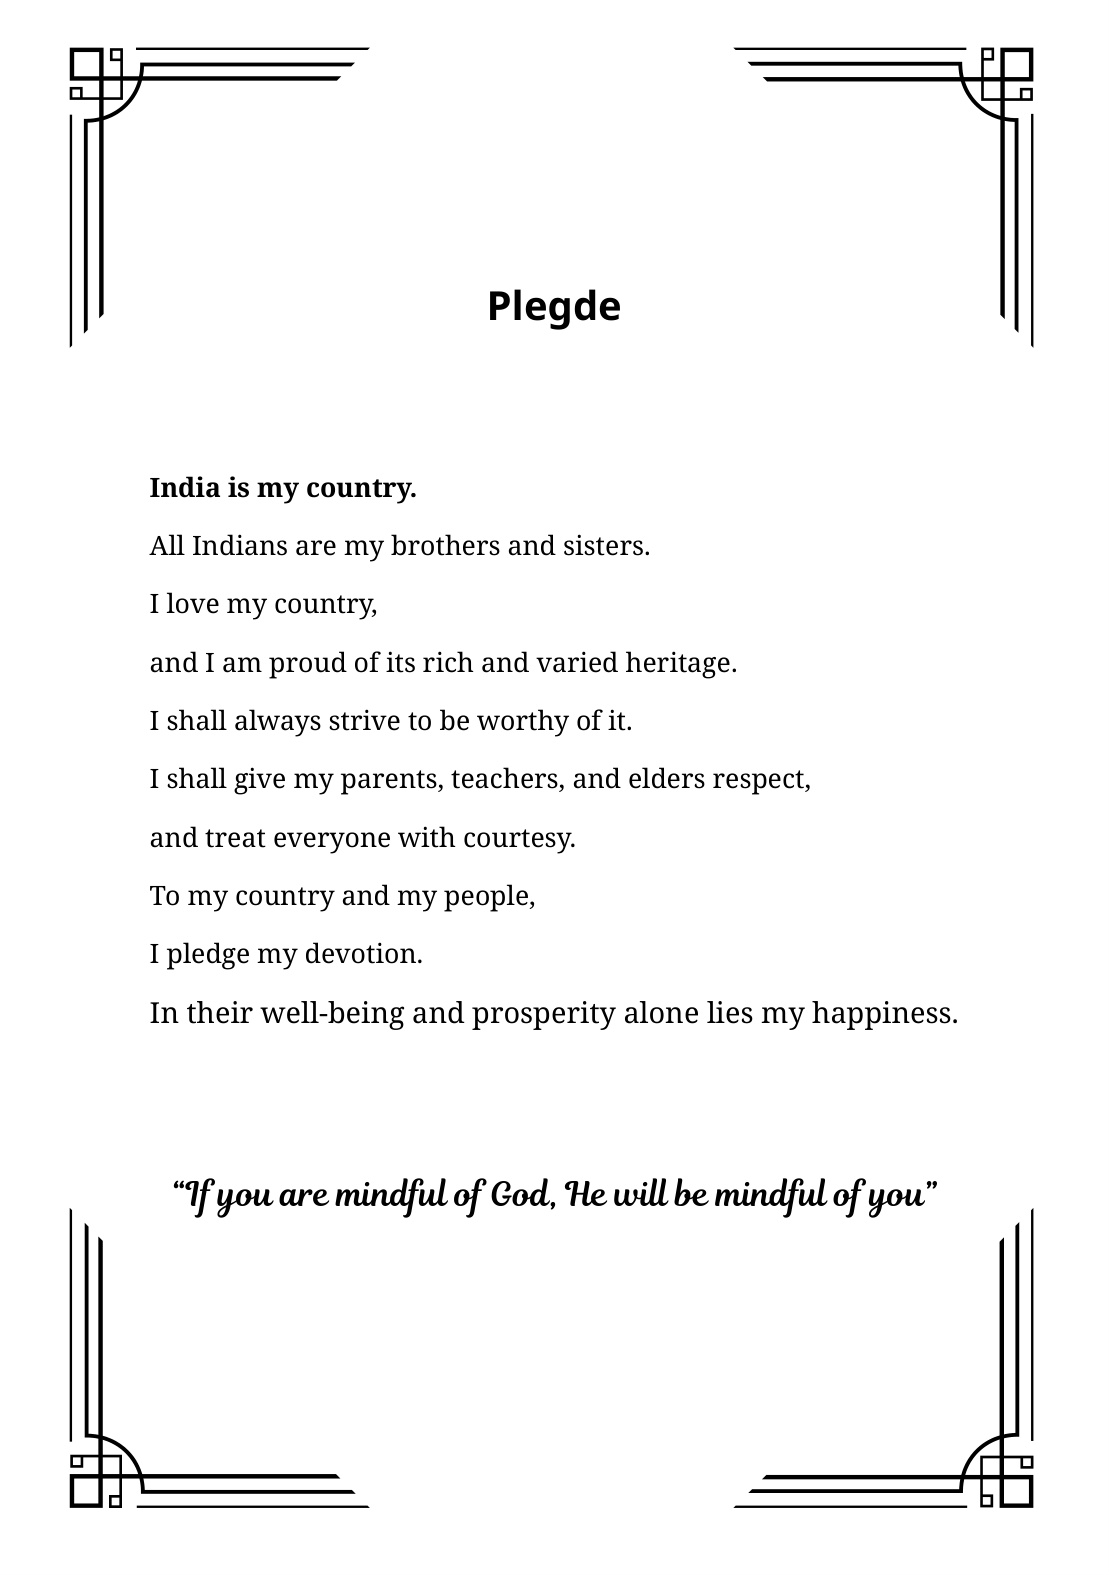 Plegde
India is my country.
All Indians are my brothers and sisters.
I love my country,
and I am proud of its rich and varied heritage.
I shall always strive to be worthy of it.
I shall give my parents, teachers, and elders respect,
and treat everyone with courtesy.
To my country and my people,
I pledge my devotion.
In their well-being and prosperity alone lies my happiness.
“If you are mindful of God, He will be mindful of you”